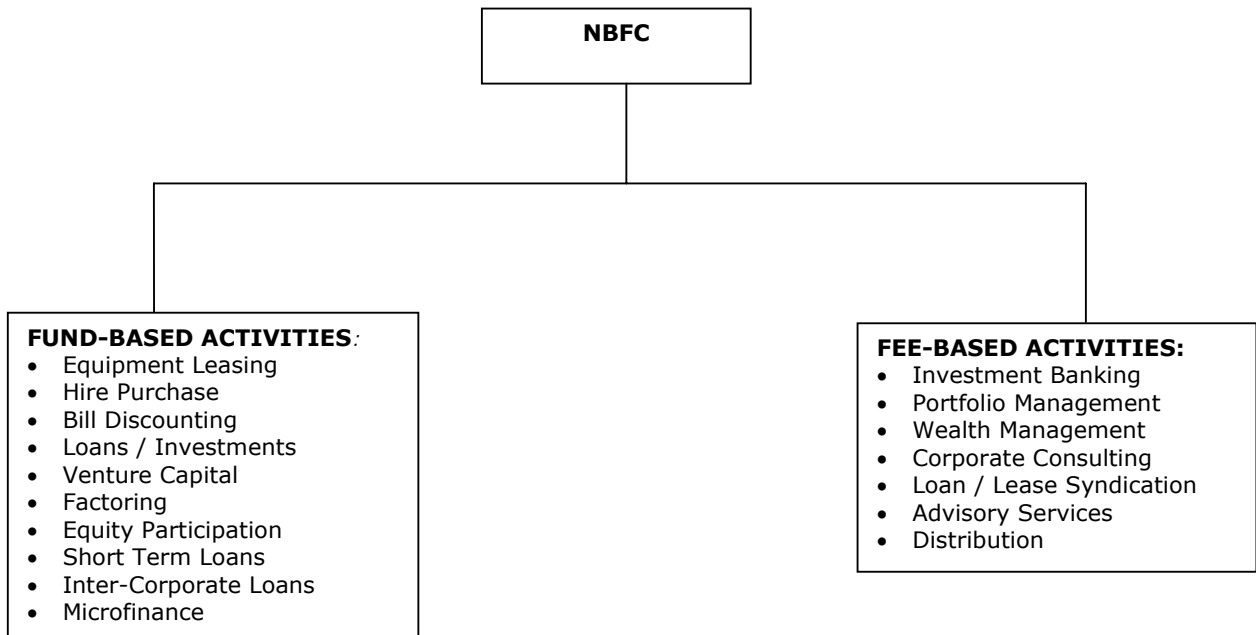 NBFC
FUND-BASED ACTIVITIES:
• Equipment Leasing
• Hire Purchase
• Bill Discounting
• Loans / Investments
• Venture Capital
• Factoring
• Equity Participation
• Short Term Loans
• Inter-Corporate Loans
• Microfinance
FEE-BASED ACTIVITIES:
• Investment Banking
• Portfolio Management
• Wealth Management
• Corporate Consulting
• Loan / Lease Syndication
• Advisory Services
• Distribution